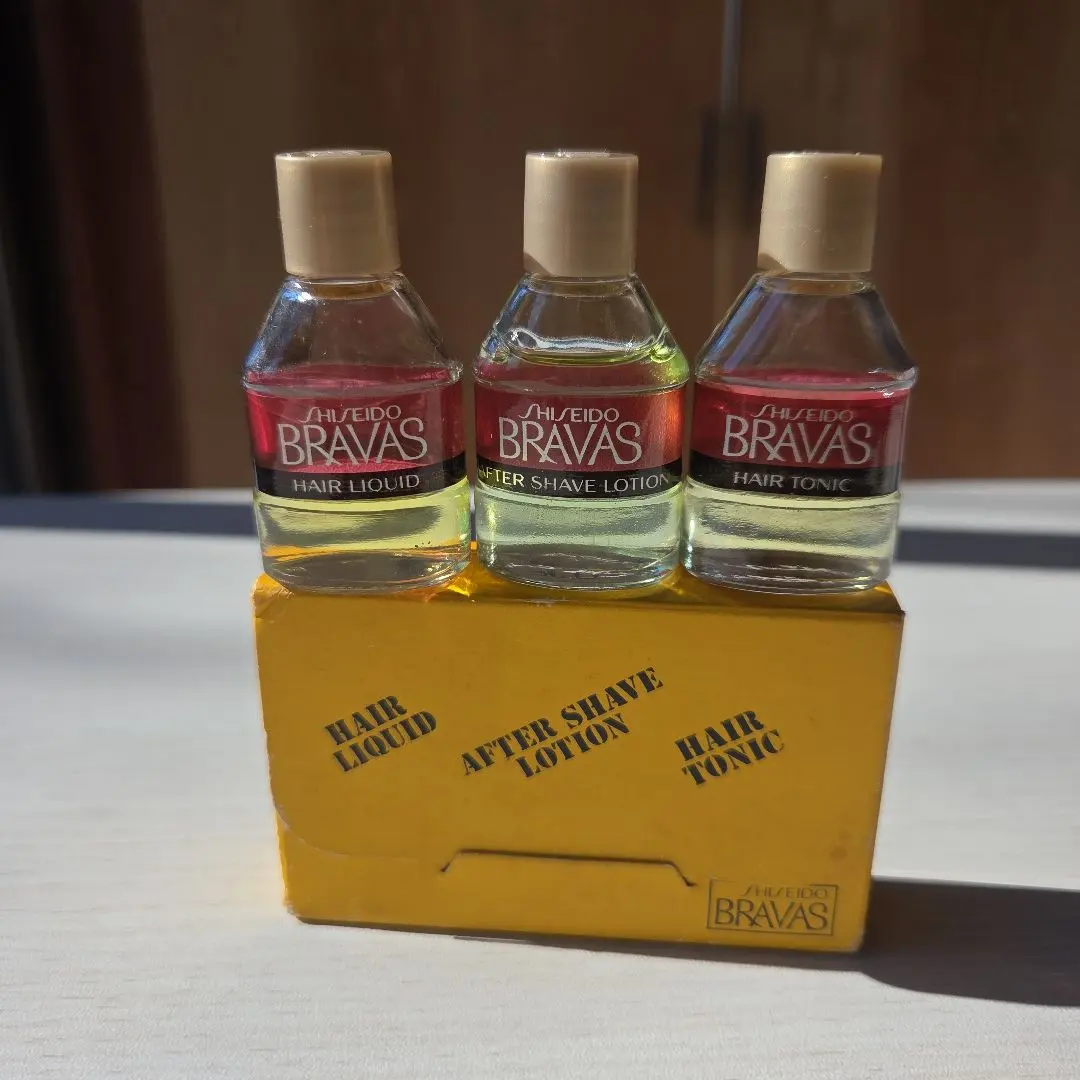 SHISEIDO
BRAVAS
HAIR LIQUID
SHISEIDO
BRAVAS
AFTER SHAVE LOTION
SHISEIDO
BRAVAS
HAIR TONIC
HAIR
LIQUID
AFTER SHAVE
LOTION
HAIR
TONIC
SHISEIDO
BRAVAS